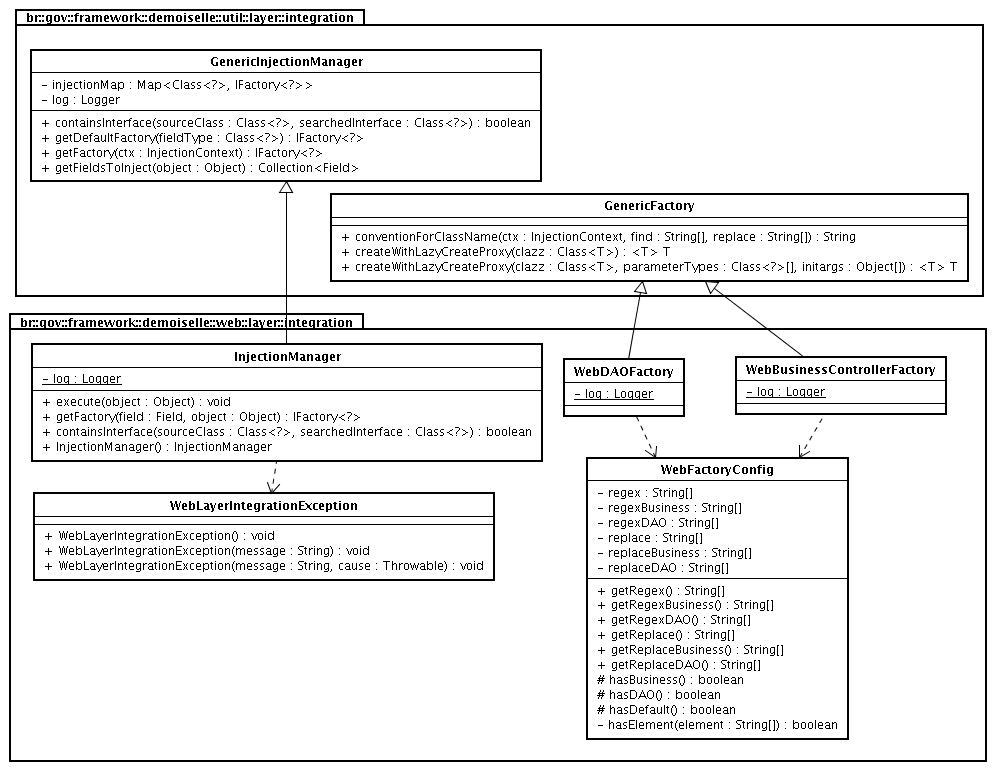 br::gov::framework::demoiselle::util::layer::integration
GenericInjectionManager
- injectionMap : Map<Class<?>, IFactory<?>>
- log : Logger
+ containsInterface(sourceClass : Class<?>, searchedInterface : Class<?>) : boolean
+ getDefaultFactory(fieldType : Class<?>) : IFactory<?>
+ getFactory(ctx : InjectionContext) : IFactory<?>
+ getFieldsToInject(object : Object) : Collection<Field>
GenericFactory
+ conventionForClassName(ctx : InjectionContext, find : String[], replace : String[]) : String
+ createWithLazyCreateProxy(clazz : Class<T>) : <T> T
+ createWithLazyCreateProxy(clazz : Class<T>, parameterTypes : Class<?>[], initargs : Object[]) : <T> T
br::gov::framework::demoiselle::web::layer::integration
InjectionManager
- log : Logger
+ execute(object : Object) : void
+ getFactory(field : Field, object : Object) : IFactory<?>
+ containsInterface(sourceClass : Class<?>, searchedInterface : Class<?>) : boolean
+ InjectionManager() : InjectionManager
WebDAOFactory
- log : Logger
WebBusinessControllerFactory
- log : Logger
WebLayerIntegrationException
+ WebLayerIntegrationException() : void
+ WebLayerIntegrationException(message : String) : void
+ WebLayerIntegrationException(message : String, cause : Throwable) : void
WebFactoryConfig
- regex : String[]
- regexBusiness : String[]
- regexDAO : String[]
- replace : String[]
- replaceBusiness : String[]
- replaceDAO : String[]
+ getRegex() : String[]
+ getRegexBusiness() : String[]
+ getRegexDAO() : String[]
+ getReplace() : String[]
+ getReplaceBusiness() : String[]
+ getReplaceDAO() : String[]
# hasBusiness() : boolean
# hasDAO() : boolean
# hasDefault() : boolean
- hasElement(element : String[]) : boolean